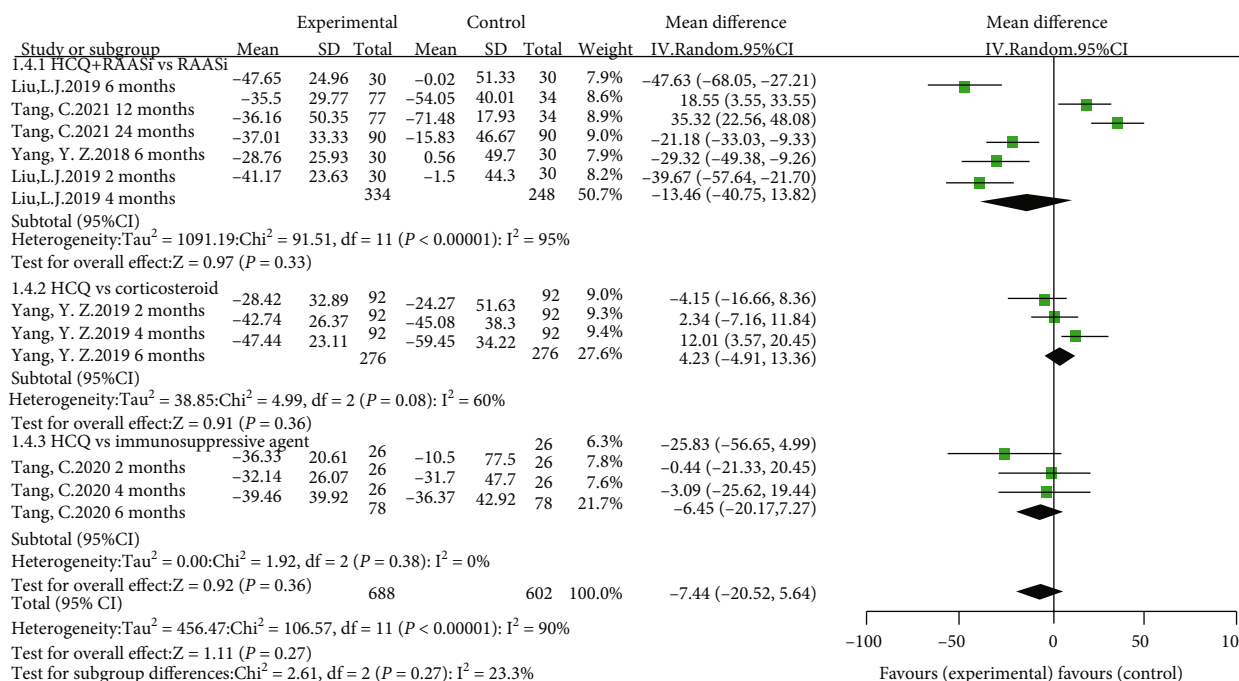 Experimental Control Mean difference Mean difference
Study or subgroup Mean SD Total Mean SD Total Weight IV.Random.95%CI IV.Random.95%CI
1.4.1 HCQ+RAASi vs RAASi
Liu,L.J.2019 6 months −47.65 24.96 30 −0.02 51.33 30 7.9% −47.63 (−68.05, −27.21)
Tang, C.2021 12 months −35.5 29.77 77 −54.05 40.01 34 8.6% 18.55 (3.55, 33.55)
Tang, C.2021 24 months −36.16 50.35 77 −71.48 17.93 34 8.9% 35.32 (22.56, 48.08)
Yang, Y. Z.2018 6 months −37.01 33.33 90 −15.83 46.67 90 9.0% −21.18 (−33.03, −9.33)
Liu,L.J.2019 2 months −28.76 25.93 30 0.56 49.7 30 7.9% −29.32 (−49.38, −9.26)
Liu,L.J.2019 4 months −41.17 23.63 30 −1.5 44.3 30 8.2% −39.67 (−57.64, −21.70)
Subtotal (95%CI) 334 248 50.7% −13.46 (−40.75, 13.82)
Heterogeneity:Tau² = 1091.19:Chi² = 91.51, df = 11 (P < 0.00001): I² = 95%
Test for overall effect:Z = 0.97 (P = 0.33)
1.4.2 HCQ vs corticosteroid
Yang, Y. Z.2019 2 months −28.42 32.89 92 −24.27 51.63 92 9.0% −4.15 (−16.66, 8.36)
Yang, Y. Z.2019 4 months −42.74 26.37 92 −45.08 38.3 92 9.3% 2.34 (−7.16, 11.84)
Yang, Y. Z.2019 6 months −47.44 23.11 92 −59.45 34.22 92 9.4% 12.01 (3.57, 20.45)
Subtotal (95%CI) 276 276 27.6% 4.23 (−4.91, 13.36)
Heterogeneity:Tau² = 38.85:Chi² = 4.99, df = 2 (P = 0.08): I² = 60%
Test for overall effect:Z = 0.91 (P = 0.36)
1.4.3 HCQ vs immunosuppressive agent
Tang, C.2020 2 months −36.33 20.61 26 −10.5 77.5 26 6.3% −25.83 (−56.65, 4.99)
Tang, C.2020 4 months −32.14 26.07 26 −31.7 47.7 26 7.8% −0.44 (−21.33, 20.45)
Tang, C.2020 6 months −39.46 39.92 26 −36.37 42.92 26 7.6% −3.09 (−25.62, 19.44)
Subtotal (95%CI) 78 78 21.7% −6.45 (−20.17,7.27)
Heterogeneity:Tau² = 0.00:Chi² = 1.92, df = 2 (P = 0.38): I² = 0%
Test for overall effect:Z = 0.92 (P = 0.36)
Total (95% CI) 688 602 100.0% −7.44 (−20.52, 5.64)
Heterogeneity:Tau² = 456.47:Chi² = 106.57, df = 11 (P < 0.00001): I² = 90%
Test for overall effect:Z = 1.11 (P = 0.27)
Test for subgroup differences:Chi² = 2.61, df = 2 (P = 0.27): I² = 23.3%
−100 −50 0 50
Favours (experimental) favours (control)